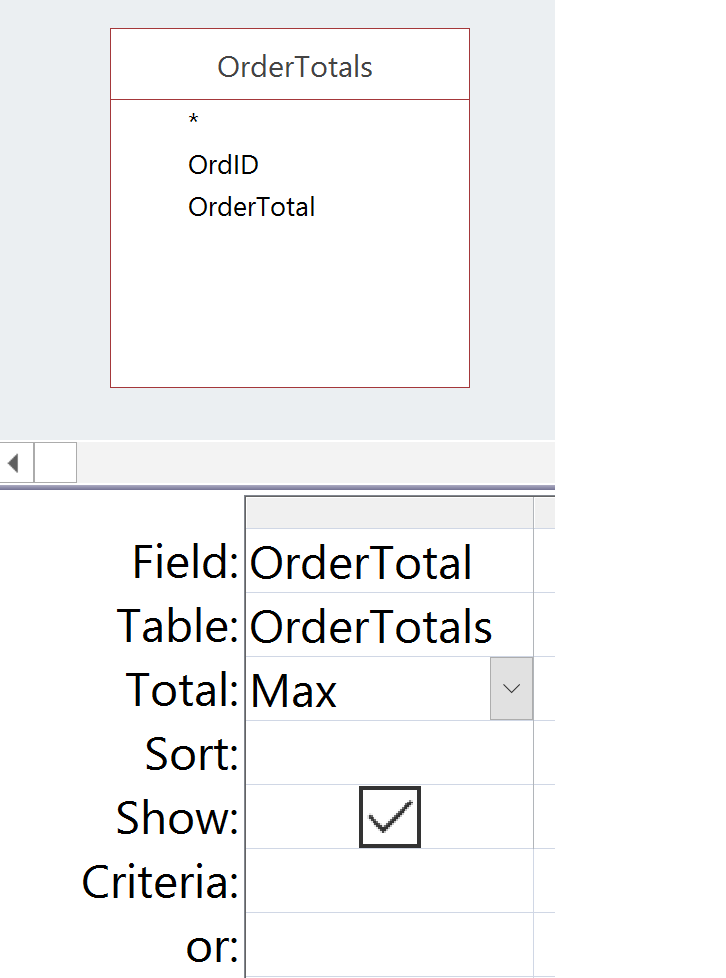 OrderTotals
*
OrdID
OrderTotal
Field: OrderTotal
Table: OrderTotals
Total: Max
Sort:
Show:
Criteria:
or: